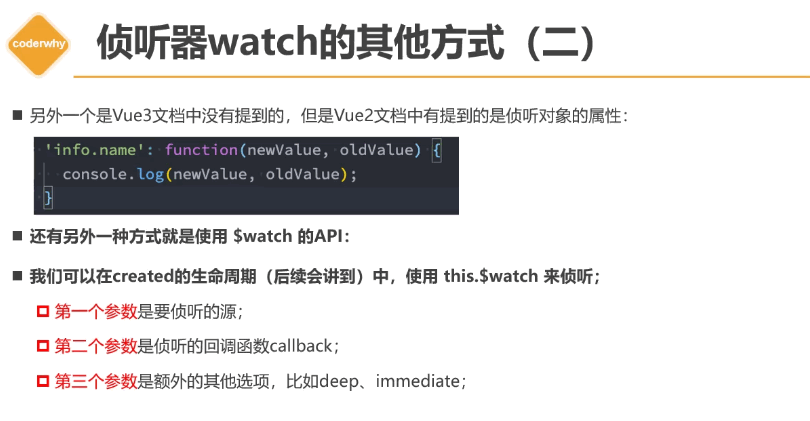 coderwhy
侦听器watch的其他方式（二）
另外一个是Vue3文档中没有提到的，但是Vue2文档中有提到的是侦听对象的属性：
'info.name': function(newValue, oldValue) {
console.log(newValue, oldValue);
}
还有另外一种方式就是使用 $watch 的API：
我们可以在created的生命周期（后续会讲到）中，使用 this.$watch 来侦听；
第一个参数是要侦听的源；
第二个参数是侦听的回调函数callback；
第三个参数是额外的其他选项，比如deep、immediate；